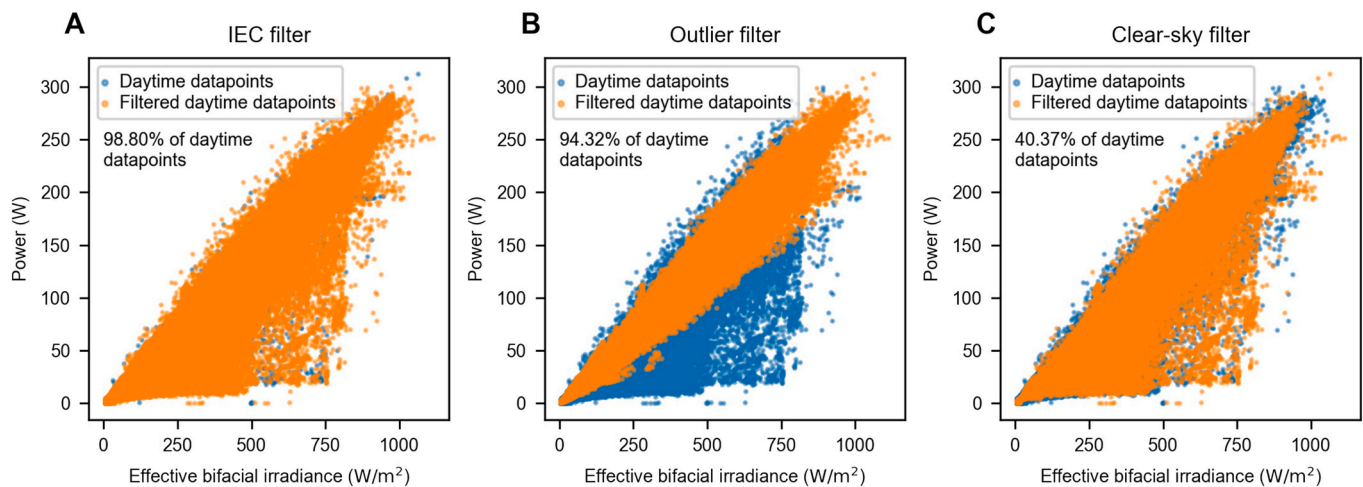 A
IEC filter
Daytime datapoints
Filtered daytime datapoints
98.80% of daytime
datapoints
300
250
200
150
100
50
0
Power (W)
0 250 500 750 1000
Effective bifacial irradiance (W/m²)
B
Outlier filter
Daytime datapoints
Filtered daytime datapoints
94.32% of daytime
datapoints
300
250
200
150
100
50
0
Power (W)
0 250 500 750 1000
Effective bifacial irradiance (W/m²)
C
Clear-sky filter
Daytime datapoints
Filtered daytime datapoints
40.37% of daytime
datapoints
300
250
200
150
100
50
0
Power (W)
0 250 500 750 1000
Effective bifacial irradiance (W/m²)